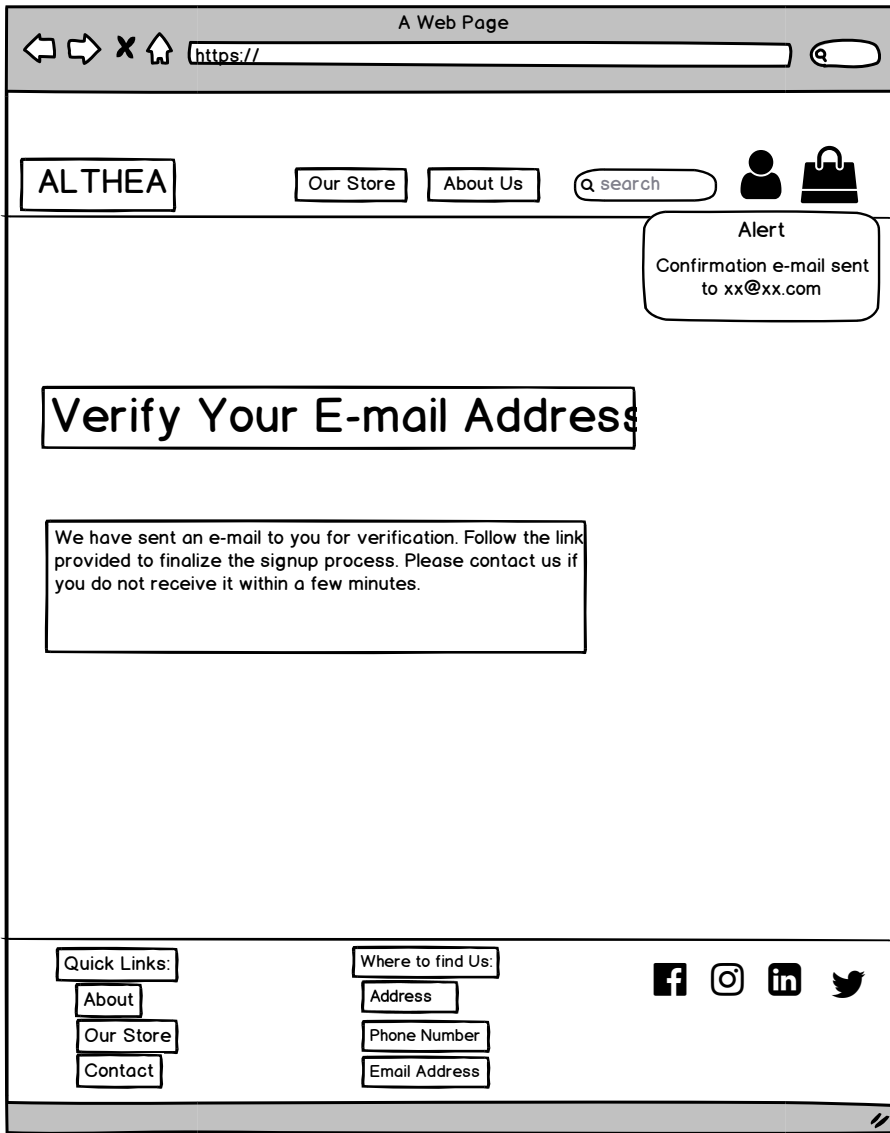 A Web Page
https://
ALTHEA
Our Store
About Us
search
Alert
Confirmation e-mail sent
to xx@xx.com
Verify Your E-mail Address
We have sent an e-mail to you for verification. Follow the link
provided to finalize the signup process. Please contact us if
you do not receive it within a few minutes.
Quick Links:
About
Our Store
Contact
Where to find Us:
Address
Phone Number
Email Address